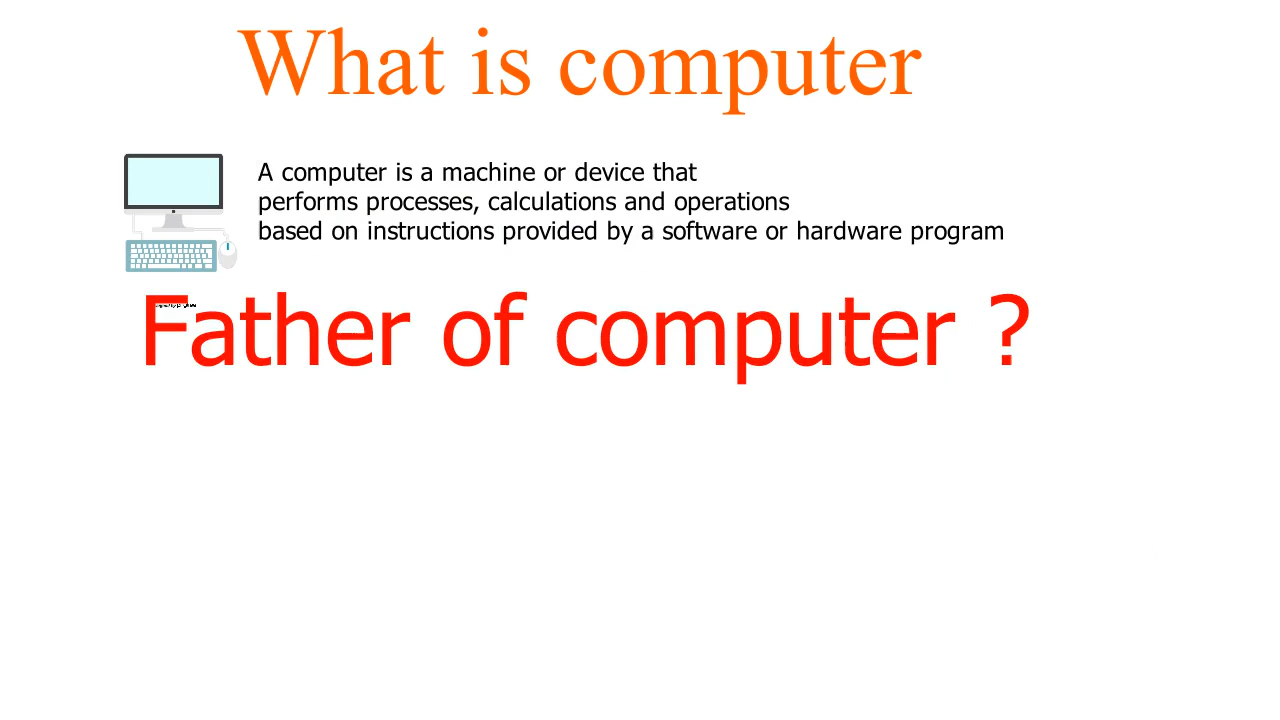 What is computer
A computer is a machine or device that
performs processes, calculations and operations
based on instructions provided by a software or hardware program
Father of computer ?